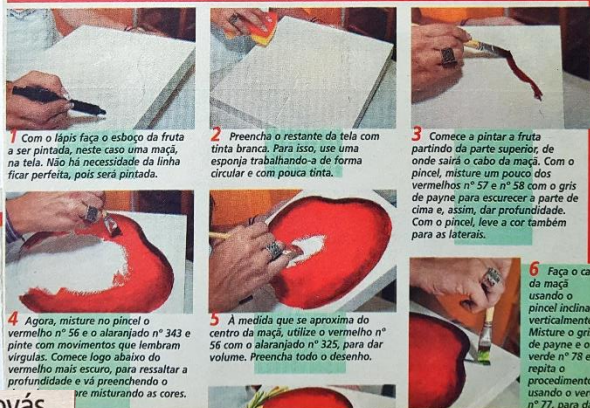 1 Com o lápis faça o esboço da fruta
a ser pintada, neste caso uma maçã,
na tela. Não há necessidade da linha
ficar perfeita, pois será pintada.
2 Preencha o restante da tela com
tinta branca. Para isso, use uma
esponja trabalhando-a de forma
circular e com pouca tinta.
3 Comece a pintar a fruta
partindo da parte superior, de
onde sairá o cabo da maçã. Com o
pincel, misture um pouco dos
vermelhos nº 57 e nº 58 com o gris
de payne para escurecer a parte de
cima e, assim, dar profundidade.
Com o pincel, leve a cor também
para as laterais.
4 Agora, misture no pincel o
vermelho nº 56 e o alaranjado nº 343 e
pinte com movimentos que lembram
vírgulas. Comece logo abaixo do
vermelho mais escuro, para ressaltar a
profundidade e vá preenchendo o
misturando as cores.
5 À medida que se aproxima do
centro da maçã, utilize o vermelho nº
56 com o alaranjado nº 325, para dar
volume. Preencha todo o desenho.
6 Faça o
da maçã
usando o
pincel
Misture o
de payne e o
verde nº 78 e
repita o
procedimento
usando o
nº 77, para